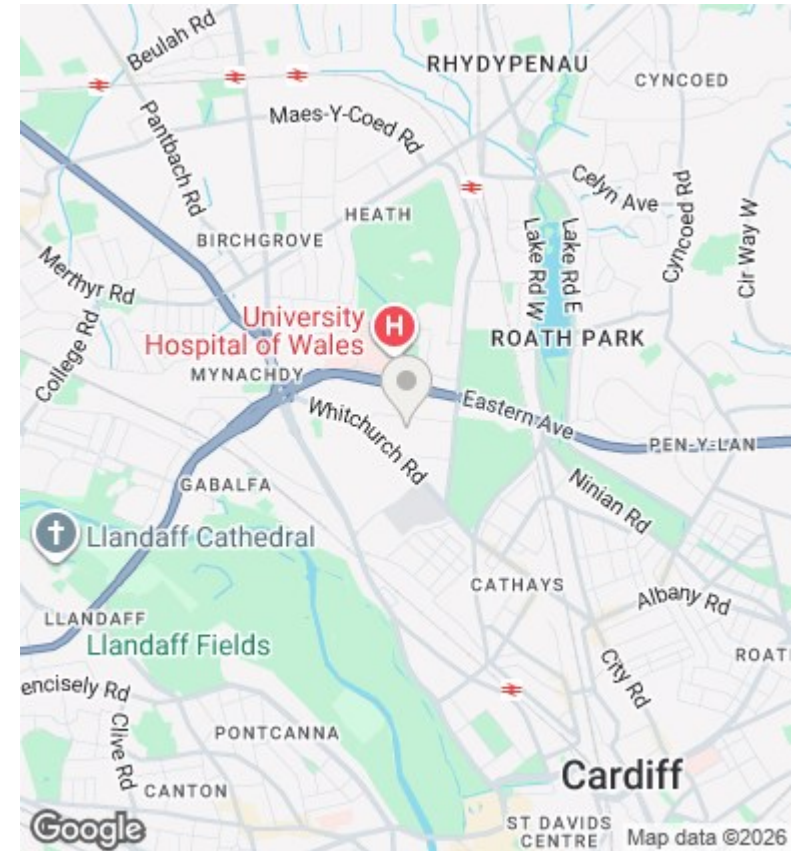 Beulah Rd
RHYDYPENAU
CYNCOED
Pantbach Rd
Maes-Y-Coed Rd
Celyn Ave
Cyncoed Rd
Clr Way W
HEATH
Lake Rd W
Lake Rd E
BIRCHGROVE
Merthyr Rd
College Rd
University
Hospital of Wales
H
ROATH PARK
MYNACHDY
Whitchurch Rd
Eastern Ave
PEN-Y-LAN
GABALFA
Ninian Rd
Llandaff Cathedral
CATHAYS
Albany Rd
LLANDAFF
Llandaff Fields
ROATH
City Rd
encisely Rd
Clive Rd
PONTCANNA
CANTON
Cardiff
ST DAVIDS
CENTRE
Google
Map data ©2026